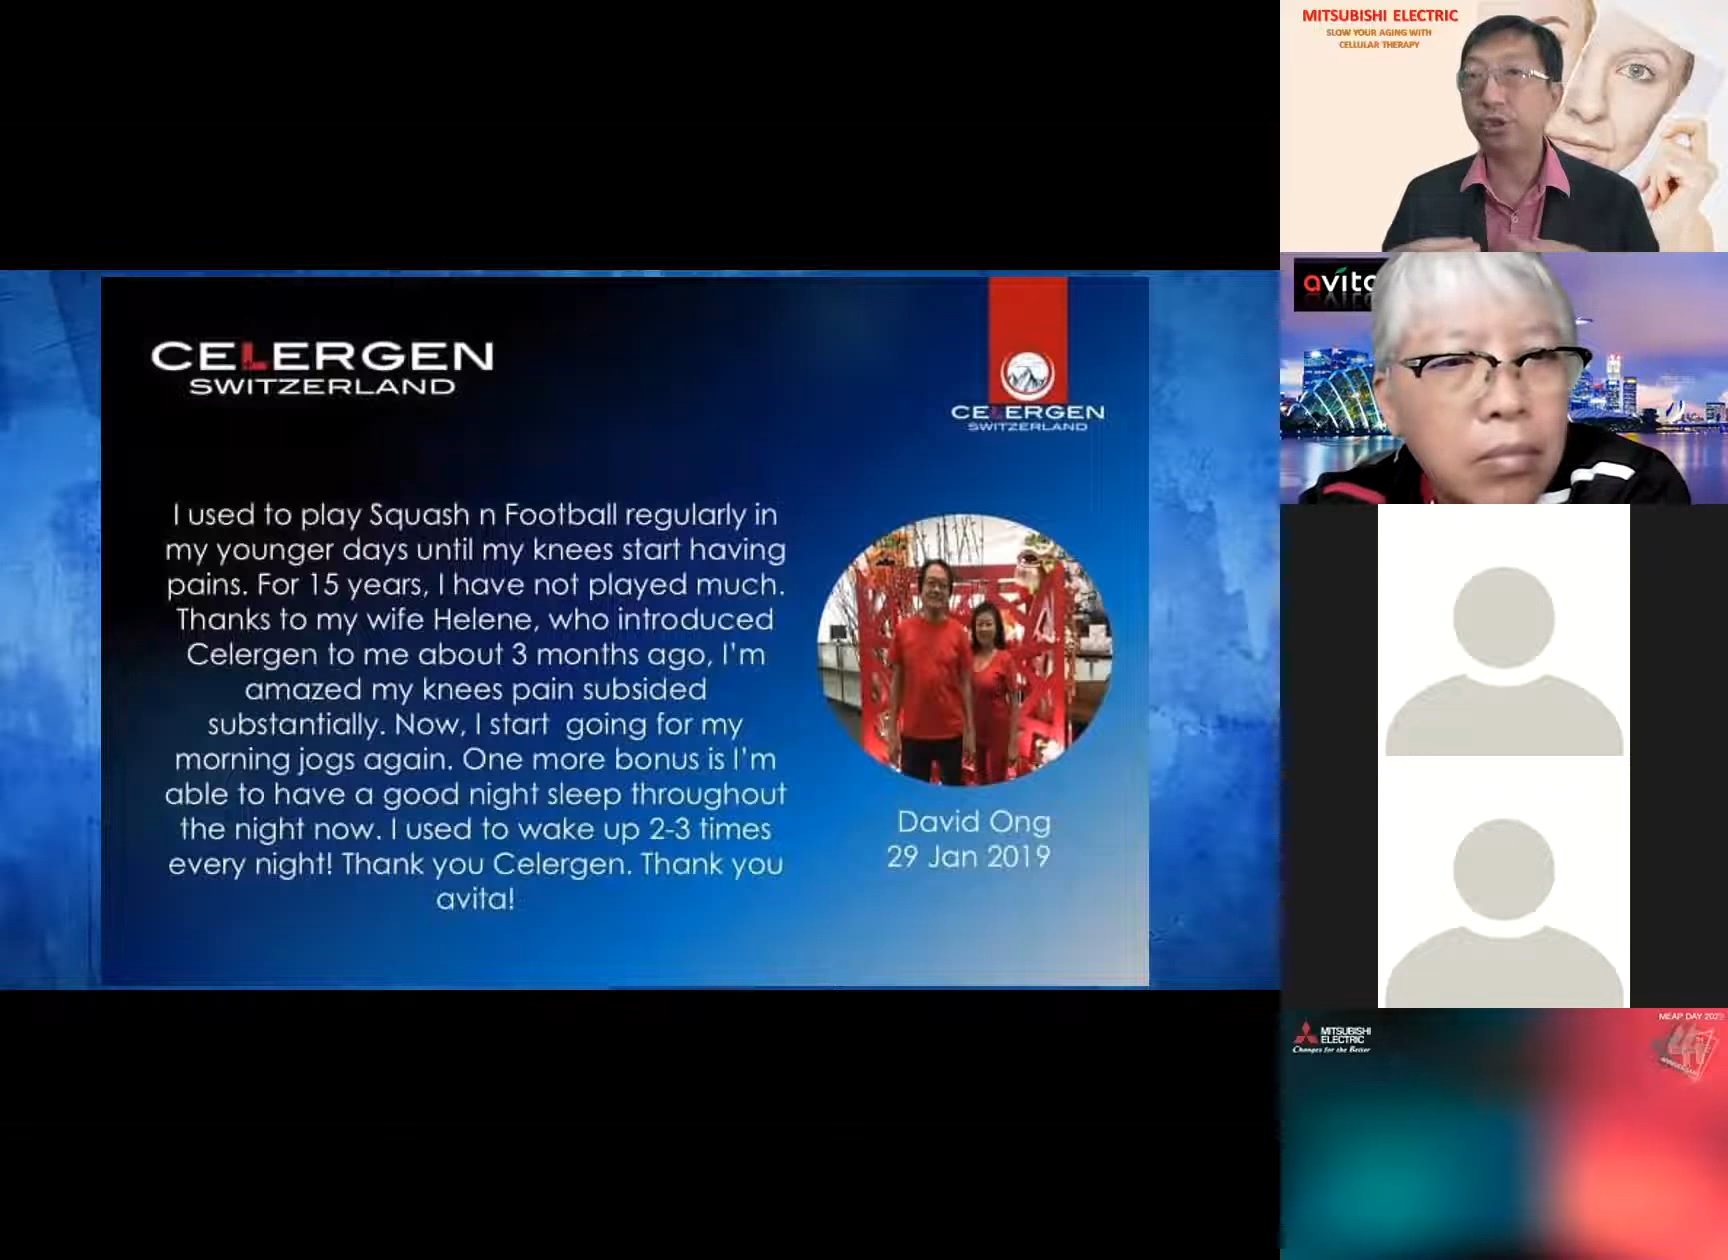 CELERGEN
SWITZERLAND
CELERGEN
SWITZERLAND
I used to play Squash n Football regularly in
my younger days until my knees start having
pains. For 15 years, I have not played much.
Thanks to my wife Helene, who introduced
Celergen to me about 3 months ago, I'm
amazed my knees pain subsided
substantially. Now, I start going for my
morning jogs again. One more bonus is I'm
able to have a good night sleep throughout
the night now. I used to wake up 2-3 times
every night! Thank you Celergen. Thank you
avita!
David Ong
29 Jan 2019
MITSUBISHI ELECTRIC
SLOW YOUR AGING WITH
CELLULAR THERAPY
MITSUBISHI
ELECTRIC
Changes for the Better
MEAP DAY